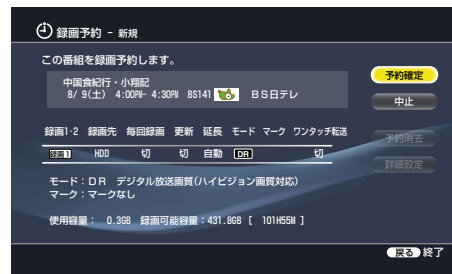 録画予約 - 新規
この番組を録画予約します。
中国食紀行・小翔記
8/ 9(土) 4:00PM- 4:30PM BS141 BS日テレ
予約確定
中止
録画1·2 録画先 毎回録画 更新 延長 モード マーク ワンタッチ転送
録画1 HDD 切 切 自動 DR 切
予約消去
詳細設定
モード：DR デジタル放送画質(ハイビジョン画質対応)
マーク：マークなし
使用容量： 0.3GB 録画可能容量：431.8GB [ 101H55M ]
戻る 終了